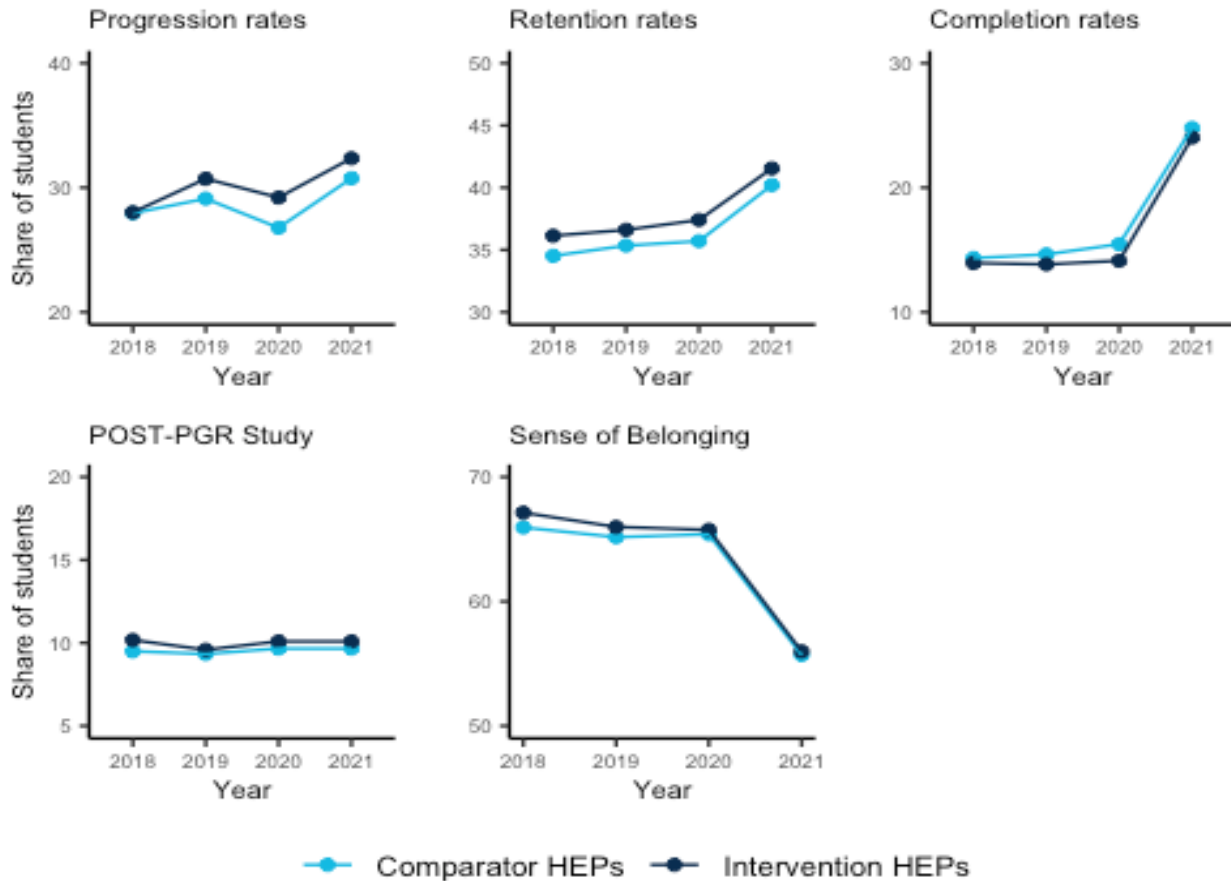 Progression rates
Retention rates
Completion rates
Share of students
40
30
20
2018 2019 2020 2021
Year
50
45
40
35
30
2018 2019 2020 2021
Year
30
20
10
2018 2019 2020 2021
Year
POST-PGR Study
Sense of Belonging
Share of students
20
15
10
5
2018 2019 2020 2021
Year
70
60
50
2018 2019 2020 2021
Year
Comparator HEPs Intervention HEPs